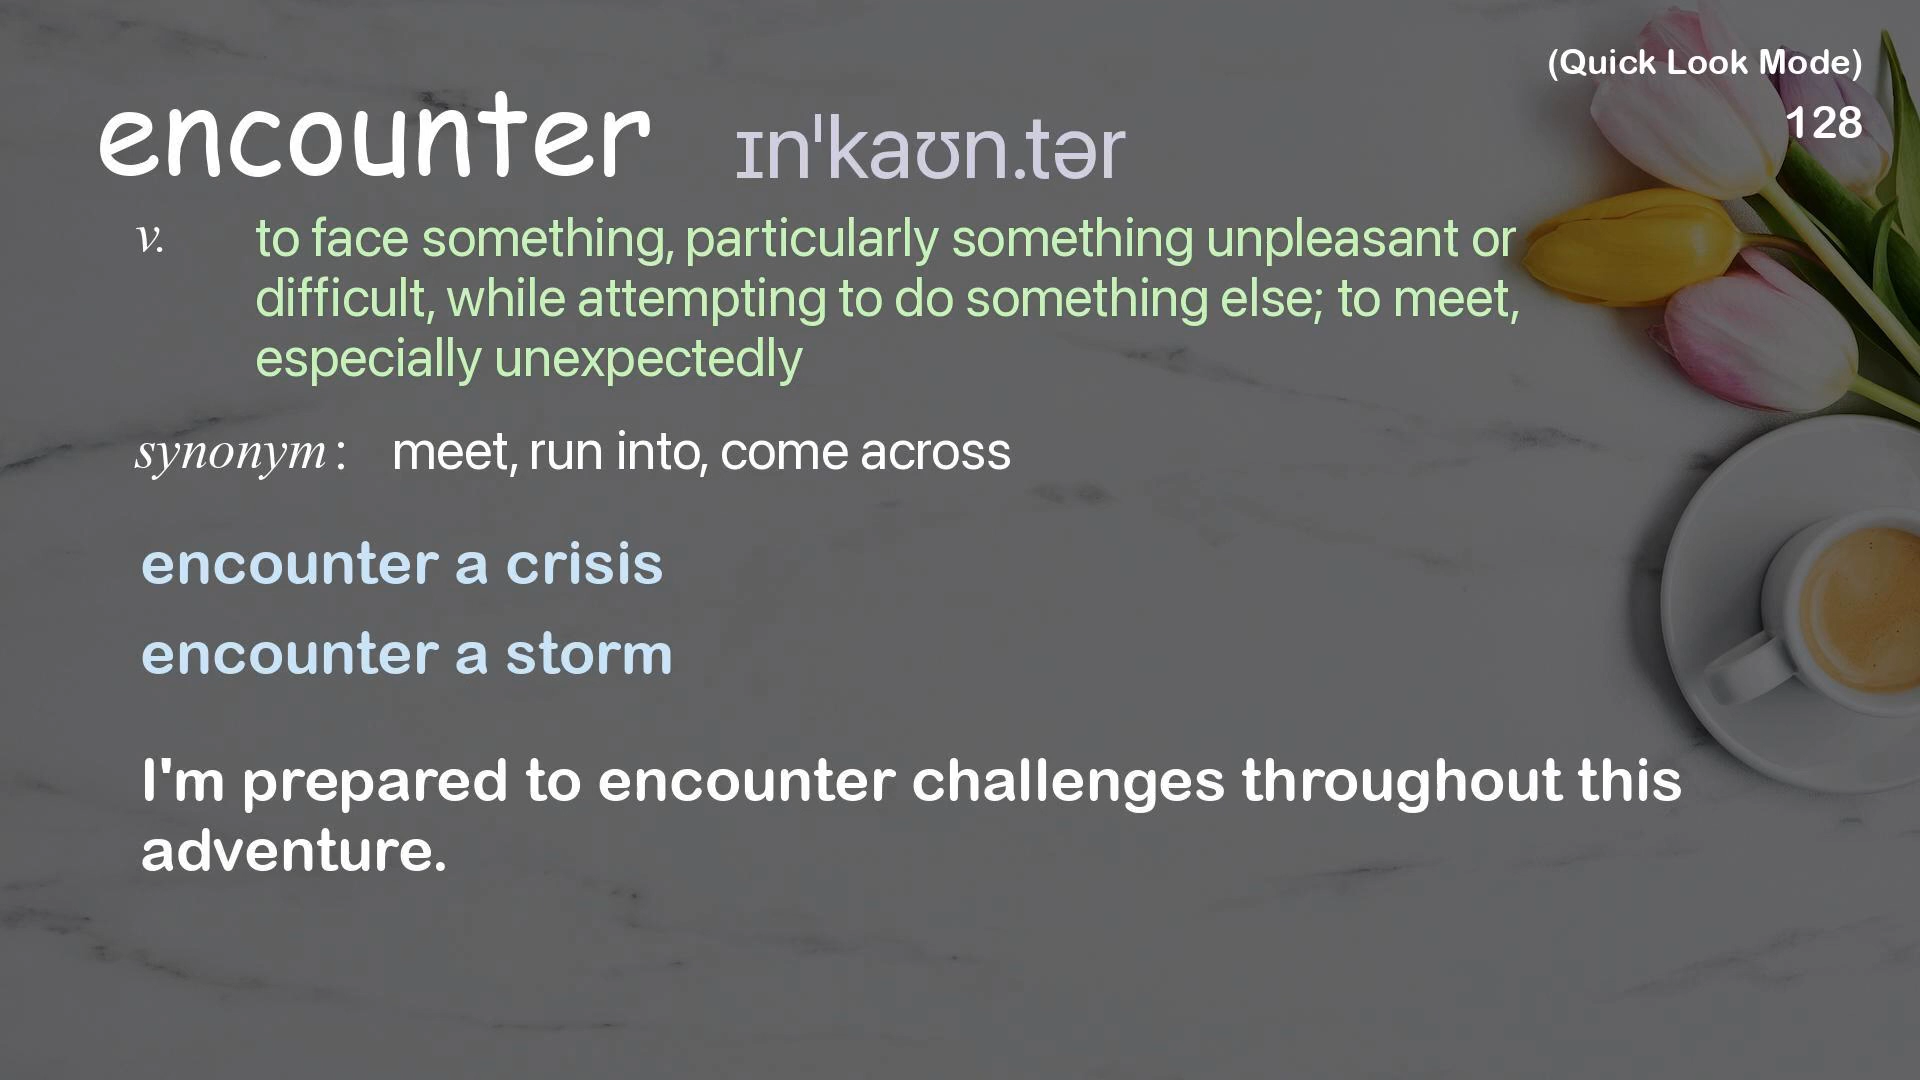 (Quick Look Mode)
128
encounter ɪnˈkaʊn.tər
v. to face something, particularly something unpleasant or
difficult, while attempting to do something else; to meet,
especially unexpectedly
synonym : meet, run into, come across
encounter a crisis
encounter a storm
I'm prepared to encounter challenges throughout this
adventure.